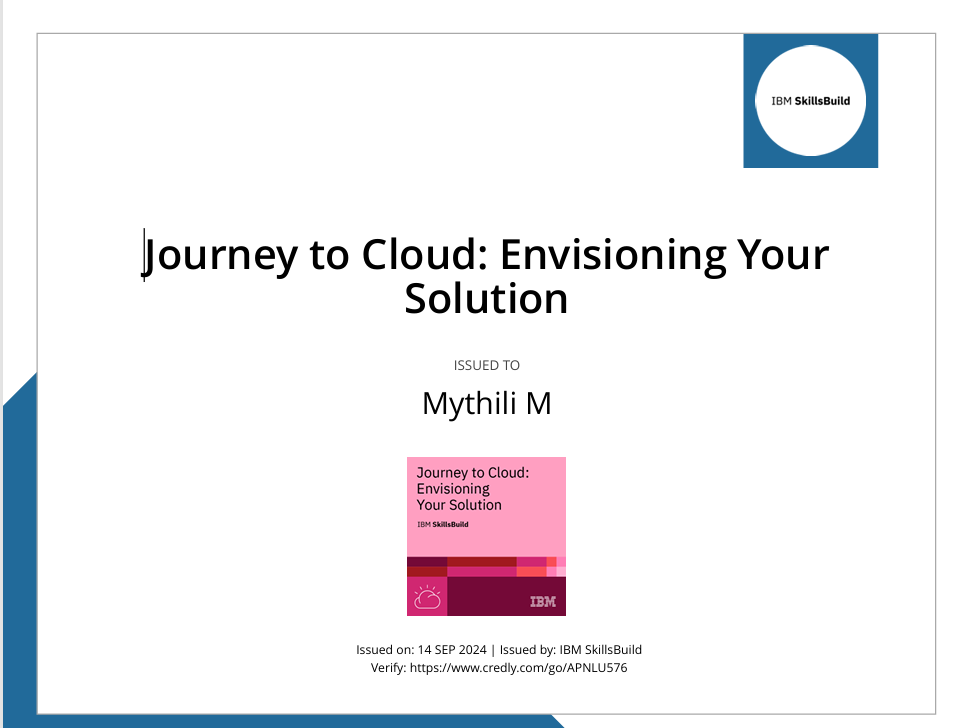 IBM SkillsBuild
Journey to Cloud: Envisioning Your
Solution
ISSUED TO
Mythili M
Journey to Cloud:
Envisioning
Your Solution
IBM SkillsBuild
IBM
Issued on: 14 SEP 2024 | Issued by: IBM SkillsBuild
Verify: https://www.credly.com/go/APNLU576